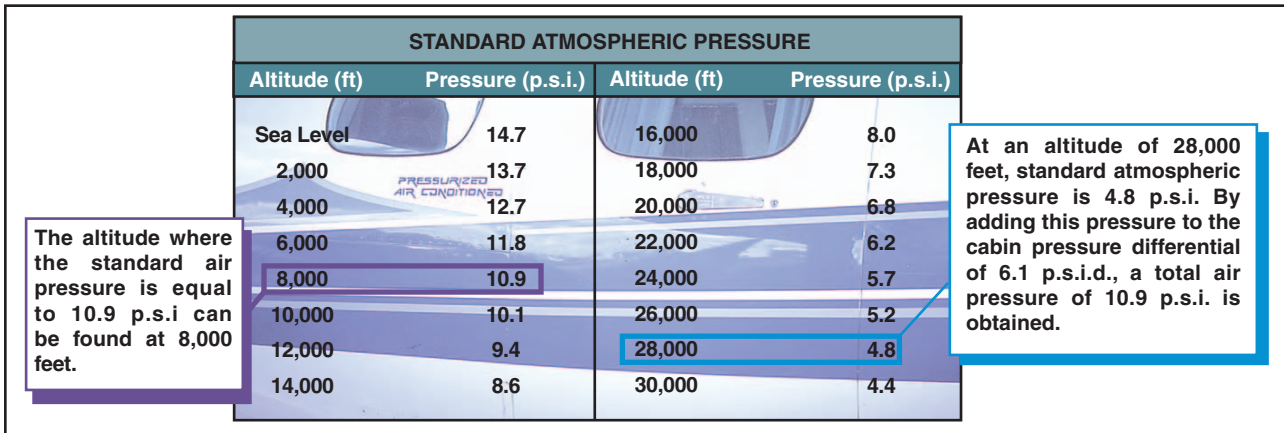 STANDARD ATMOSPHERIC PRESSURE
Altitude (ft) Pressure (p.s.i.) Altitude (ft) Pressure (p.s.i.)
Sea Level 14.7 16,000 8.0
2,000 13.7 18,000 7.3
PRESSURIZED
AIR CONDITIONED
4,000 12.7 20,000 6.8
6,000 11.8 22,000 6.2
8,000 10.9 24,000 5.7
10,000 10.1 26,000 5.2
12,000 9.4 28,000 4.8
14,000 8.6 30,000 4.4
The altitude where
the standard air
pressure is equal
to 10.9 p.s.i can
be found at 8,000
feet.
At an altitude of 28,000
feet, standard atmospheric
pressure is 4.8 p.s.i. By
adding this pressure to the
cabin pressure differential
of 6.1 p.s.i.d., a total air
pressure of 10.9 p.s.i. is
obtained.